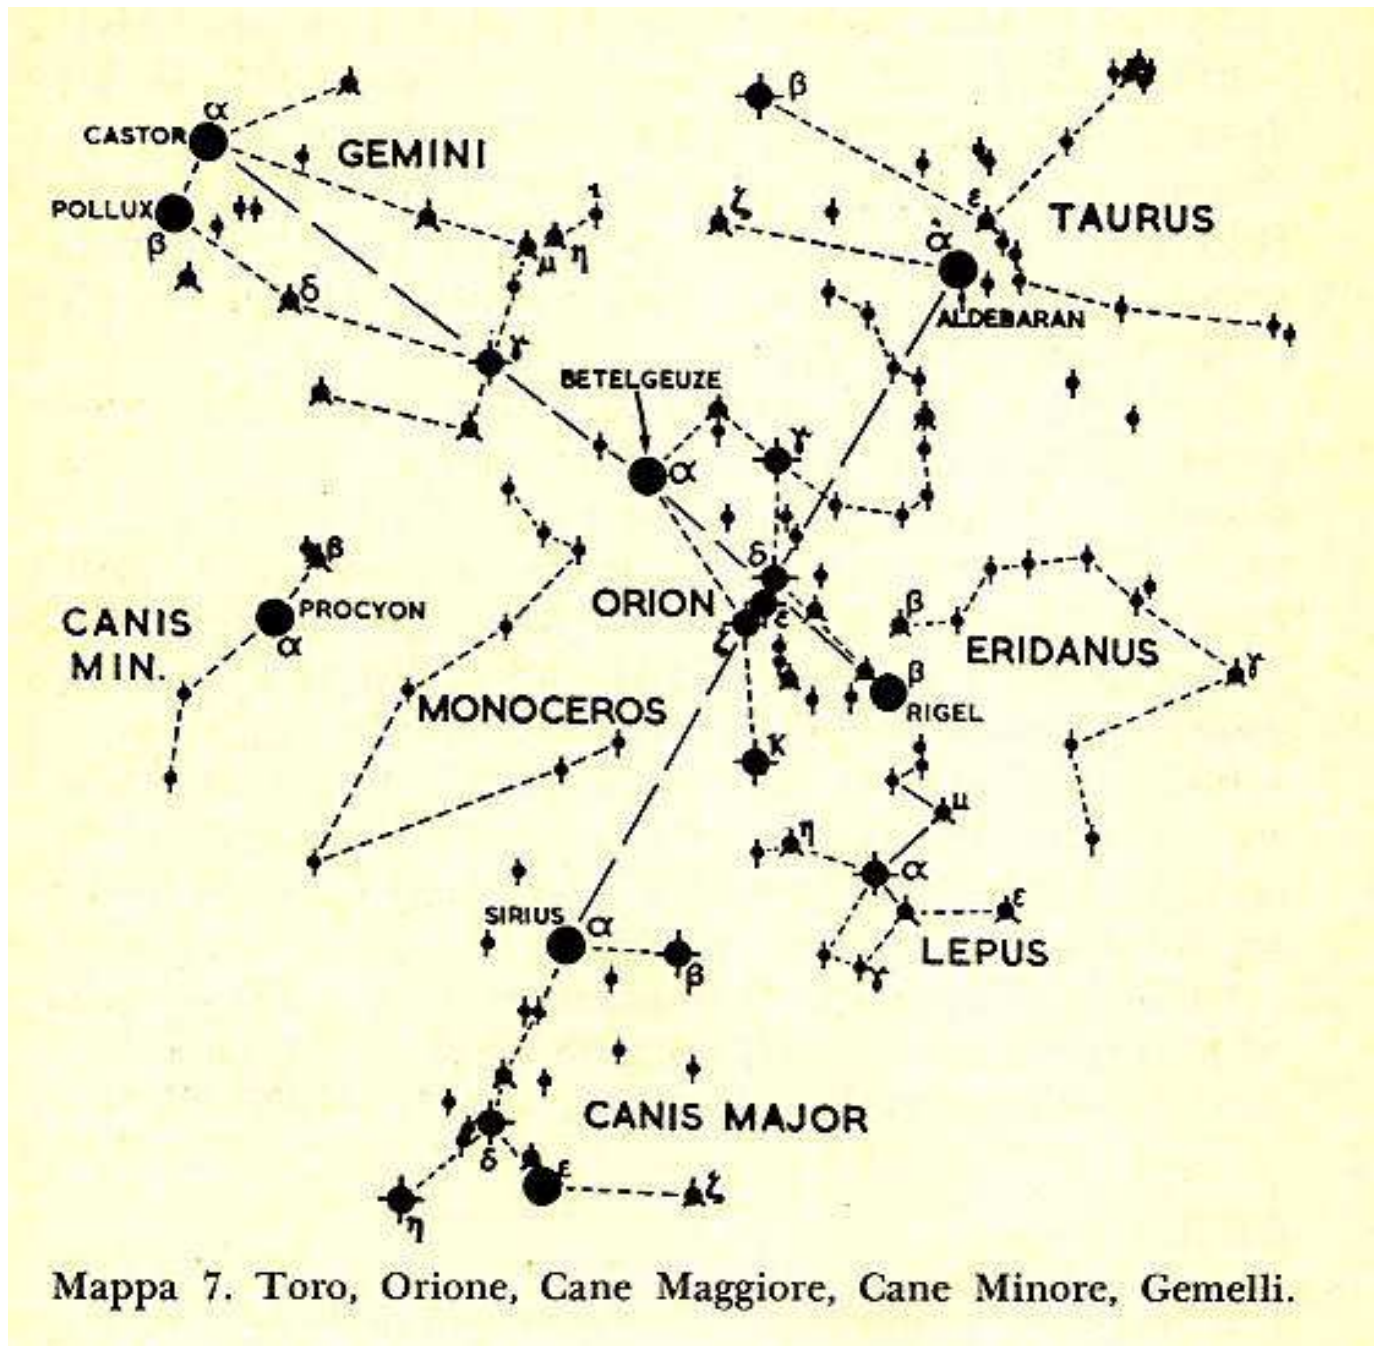 β
α
CASTOR
GEMINI
POLLUX
β
ι
ζ
ε
TAURUS
μ η
α
δ
ALDEBARAN
γ
BETELGEUZE
γ
α
β
δ
PROCYON
ORION
ε
β
CANIS
MIN.
α
ζ
ERIDANUS
γ
β
MONOCEROS
RIGEL
κ
μ
η
α
SIRIUS
α
ε
LEPUS
β
γ
CANIS MAJOR
δ
ε
ζ
η
Mappa 7. Toro, Orione, Cane Maggiore, Cane Minore, Gemelli.